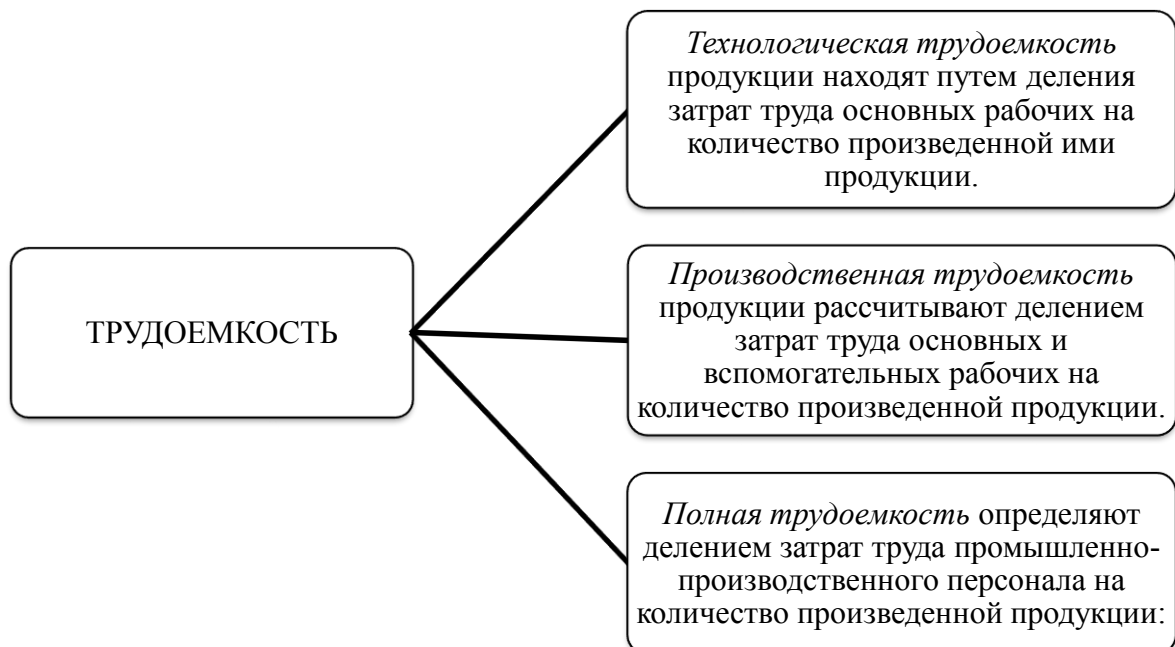 ТРУДОЕМКОСТЬ
Технологическая трудоемкость
продукции находят путем деления
затрат труда основных рабочих на
количество произведенной ими
продукции.
Производственная трудоемкость
продукции рассчитывают делением
затрат труда основных и
вспомогательных рабочих на
количество произведенной продукции.
Полная трудоемкость определяют
делением затрат труда промышленно-
производственного персонала на
количество произведенной продукции: